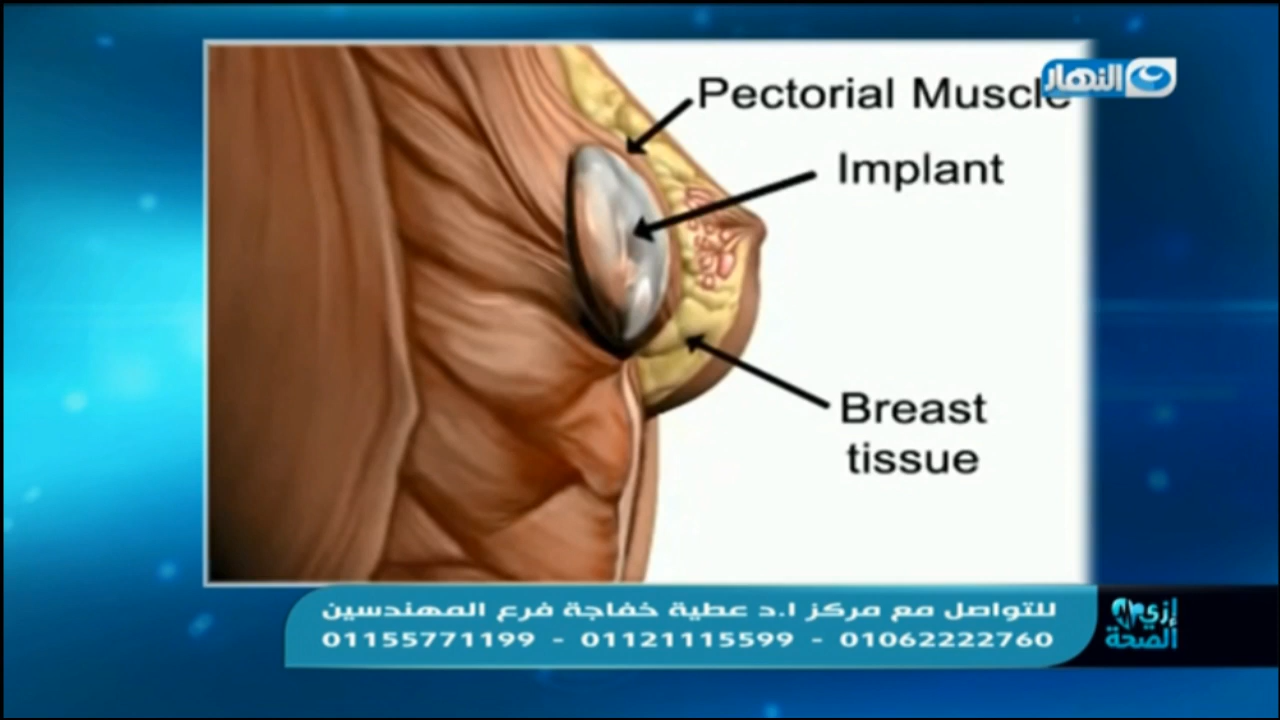 Pectorial Muscle
النهار
Implant
Breast
tissue
للتواصل مع مركز ا.د عطية خفاجة فرع المهندسين
01155771199 - 01121115599 - 01062222760
إزي
الصحة